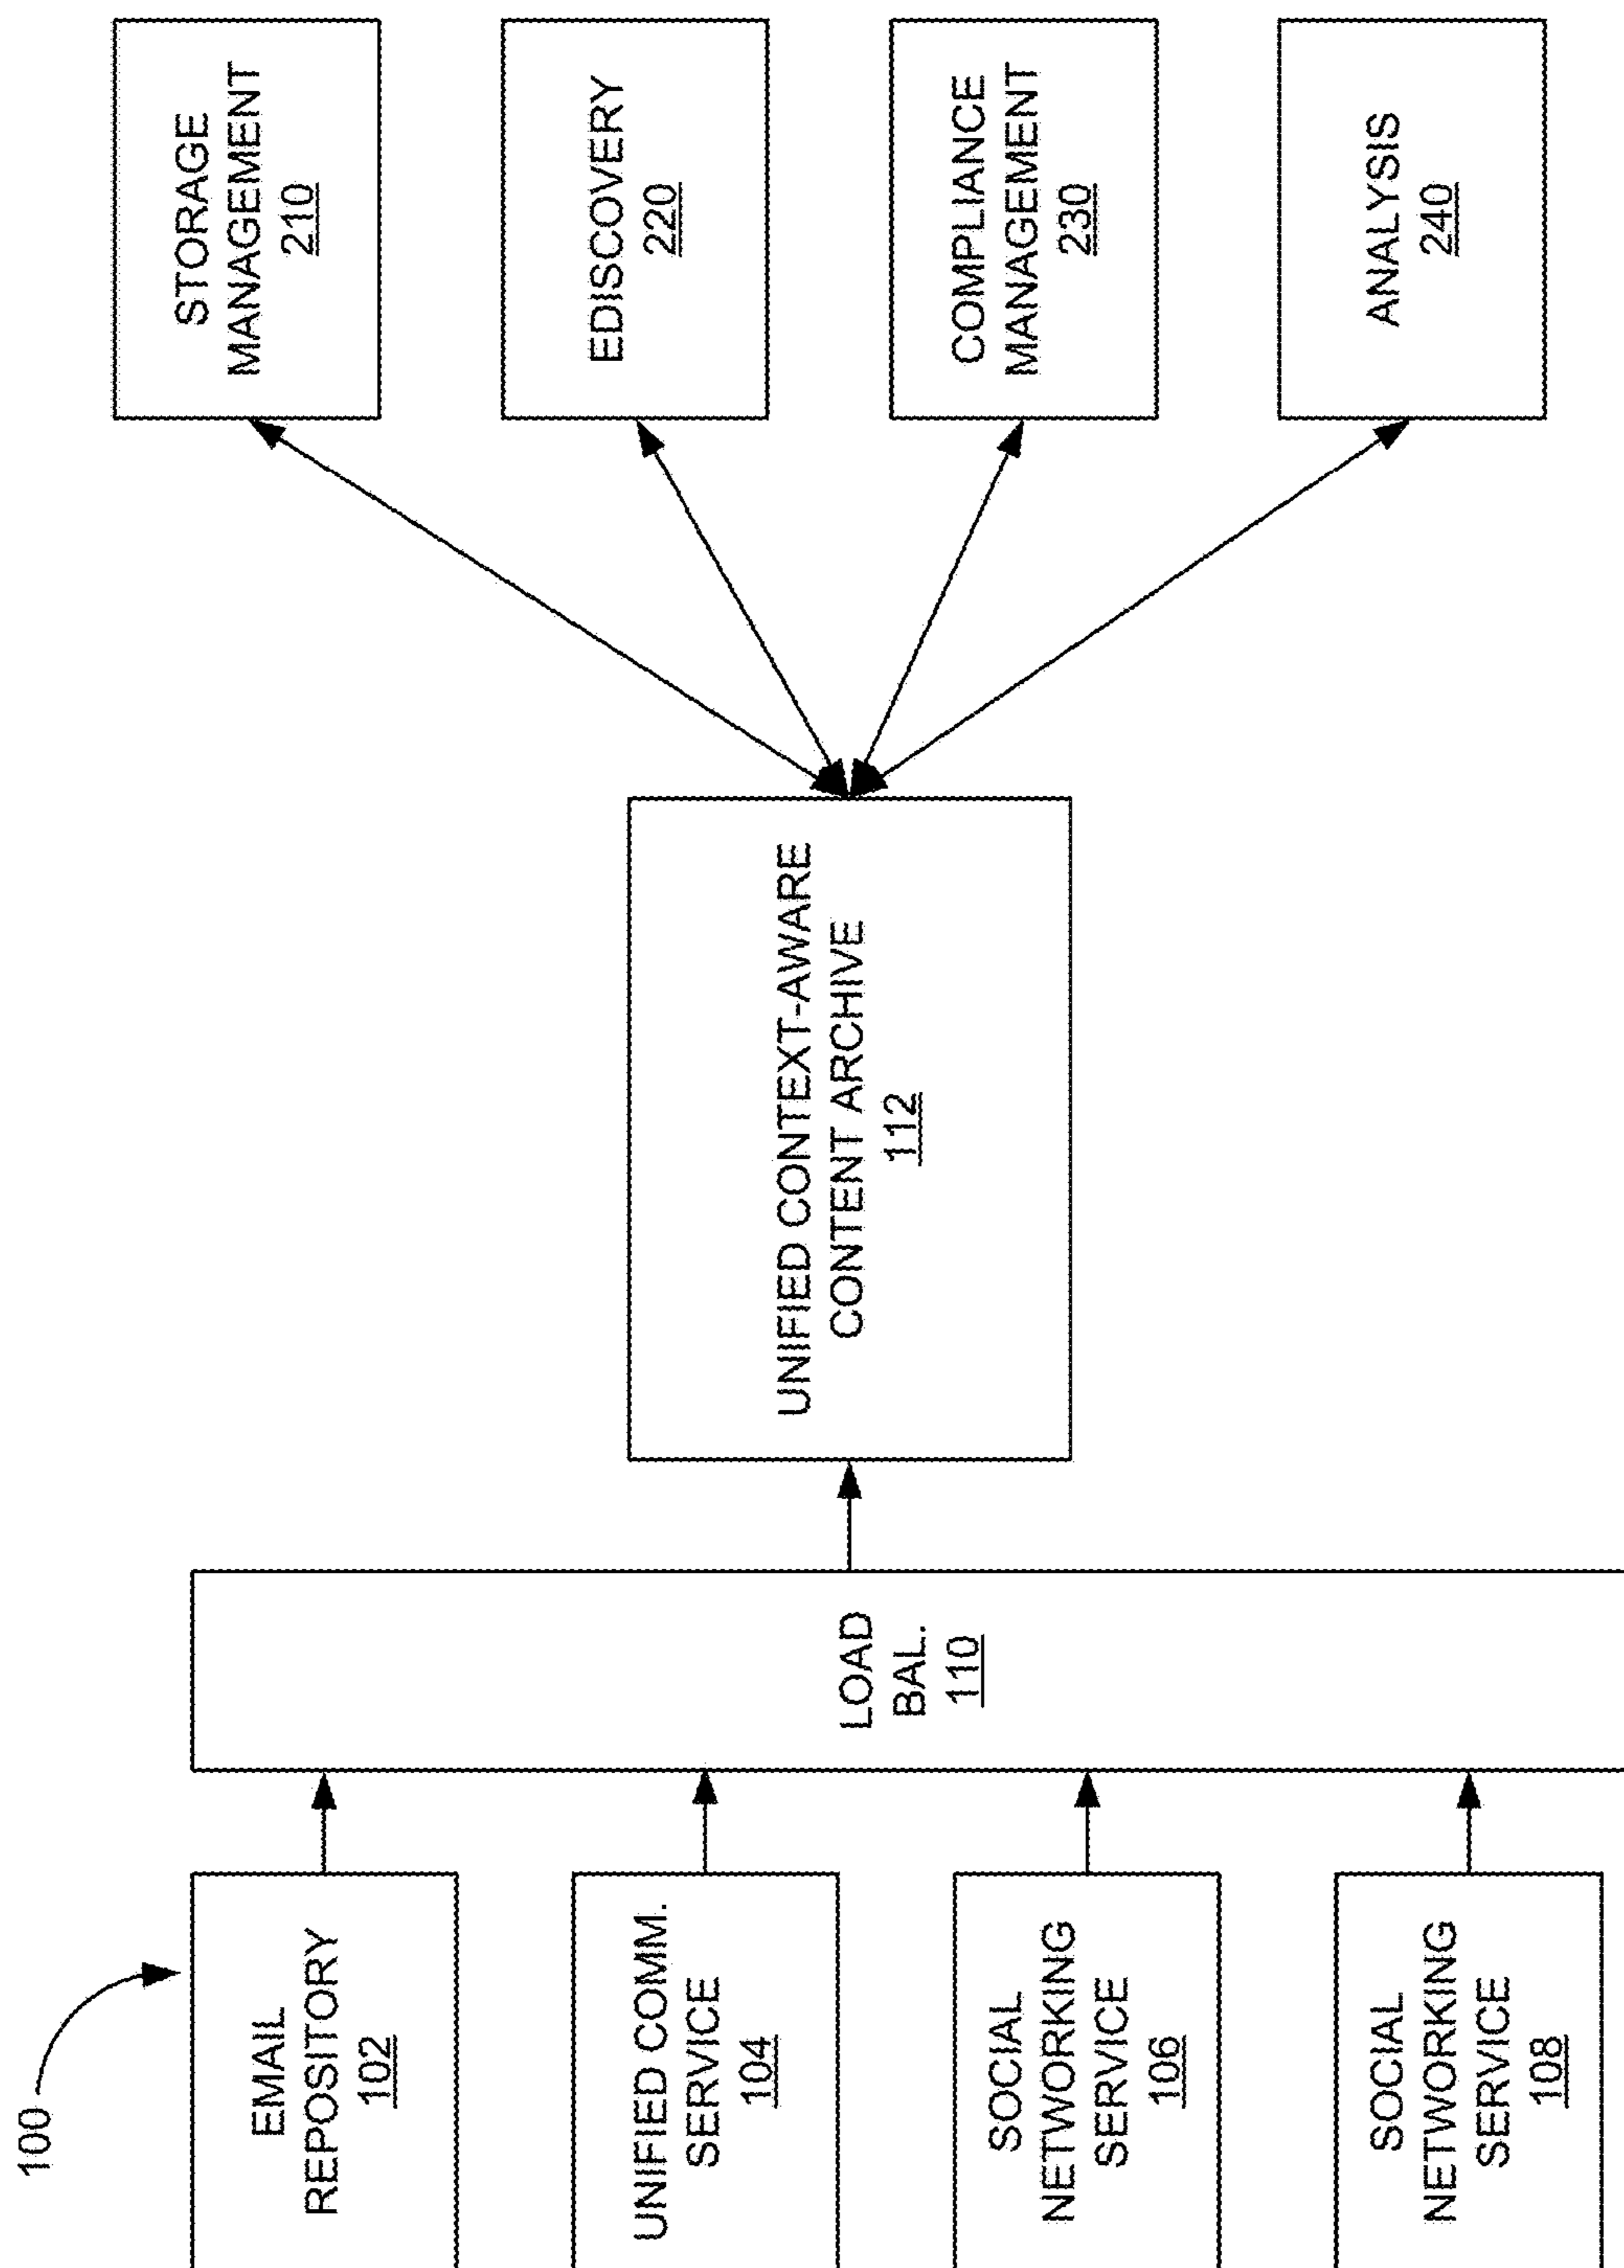 100
EMAIL
REPOSITORY
102
UNIFIED COMM.
SERVICE
104
SOCIAL
NETWORKING
SERVICE
106
SOCIAL
NETWORKING
SERVICE
108
LOAD
BAL.
110
UNIFIED CONTEXT-AWARE
CONTENT ARCHIVE
112
STORAGE
MANAGEMENT
210
EDISCOVERY
220
COMPLIANCE
MANAGEMENT
230
ANALYSIS
240